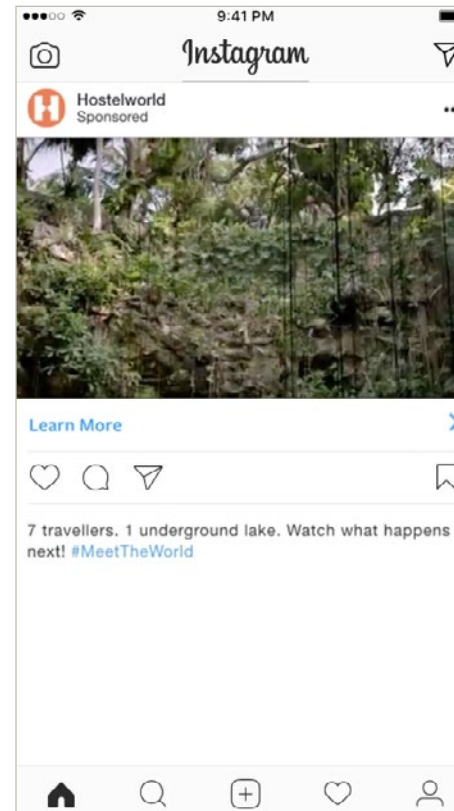 9:41 PM
Instagram
Hostelworld
Sponsored
Learn More
7 travellers. 1 underground lake. Watch what happens
next! #MeetTheWorld